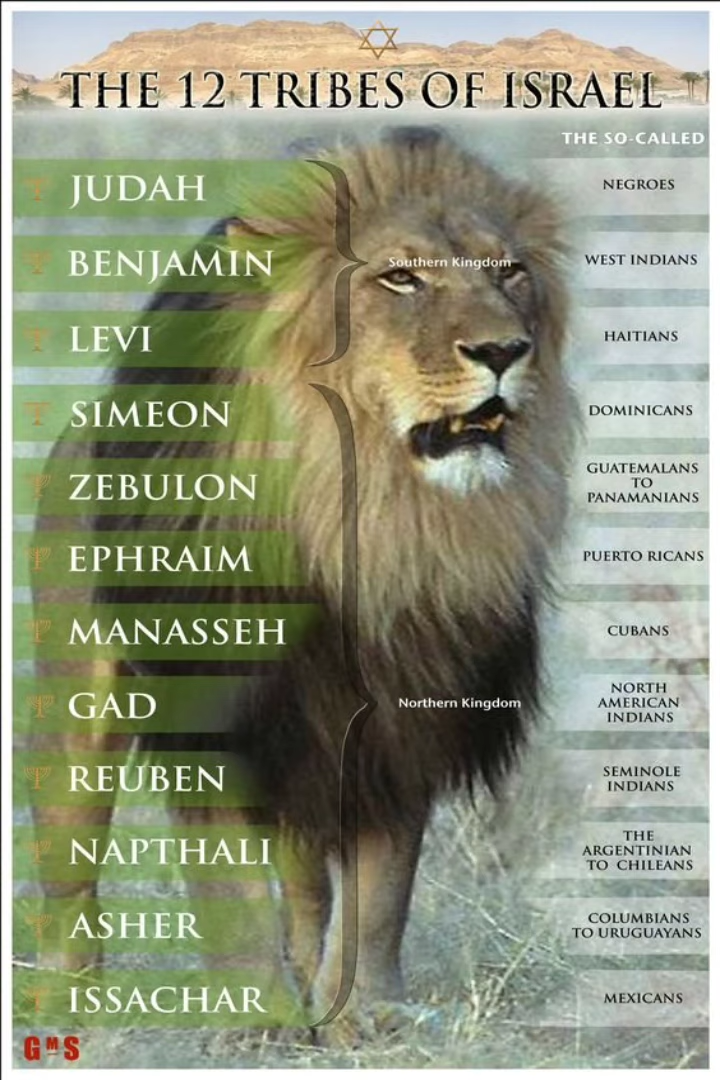 THE 12 TRIBES OF ISRAEL
THE SO-CALLED
JUDAH
NEGROES
BENJAMIN
Southern Kingdom
WEST INDIANS
LEVI
HAITIANS
SIMEON
DOMINICANS
ZEBULON
GUATEMALANS
TO
PANAMANIANS
EPHRAIM
PUERTO RICANS
MANASSEH
CUBANS
GAD
Northern Kingdom
NORTH
AMERICAN
INDIANS
REUBEN
SEMINOLE
INDIANS
NAPTHALI
THE
ARGENTINIAN
TO CHILEANS
ASHER
COLUMBIANS
TO URUGUAYANS
ISSACHAR
MEXICANS
GMS